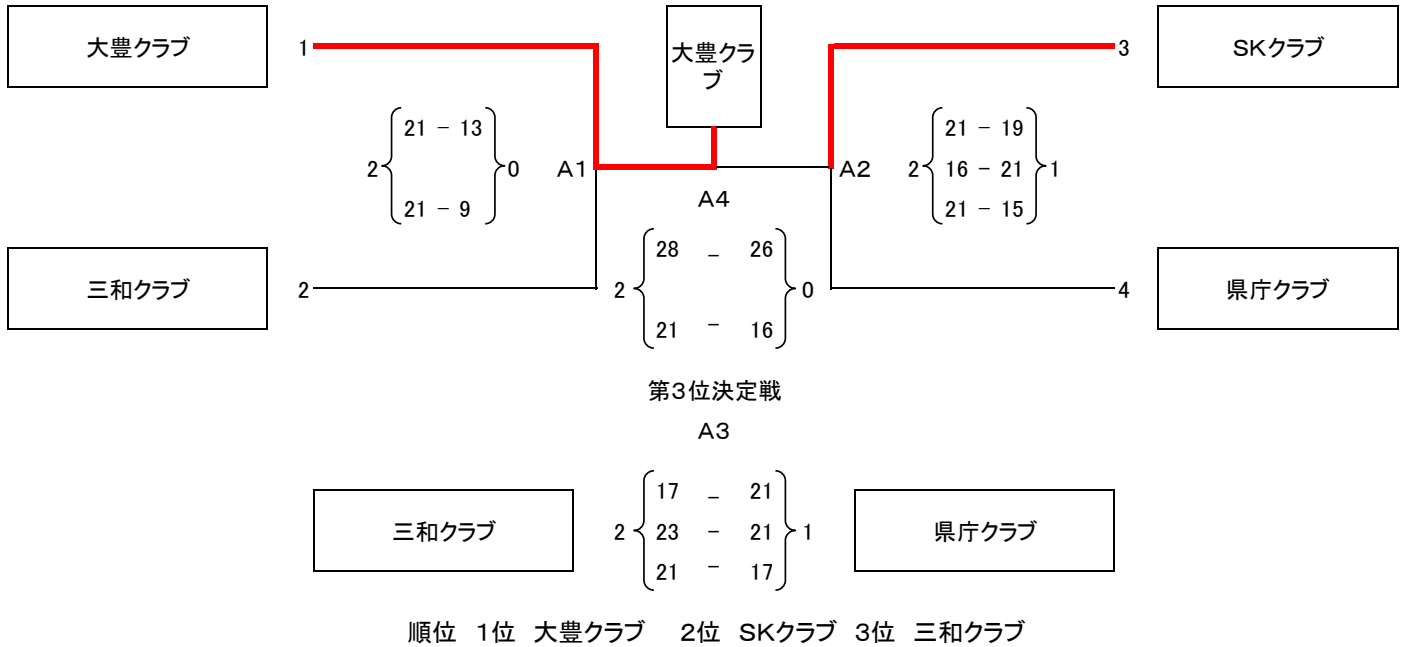 大豊クラブ 1 大豊クラブ 3 SKクラブ
21 - 13 21 - 19
2 0 A1 A2 2 16 - 21 1
21 - 9 A4 21 - 15
28 - 26
三和クラブ 2 2 0 4 県庁クラブ
21 - 16
第3位決定戦
A3
17 - 21
三和クラブ 2 23 - 21 1 県庁クラブ
21 - 17
順位 1位 大豊クラブ 2位 SKクラブ 3位 三和クラブ